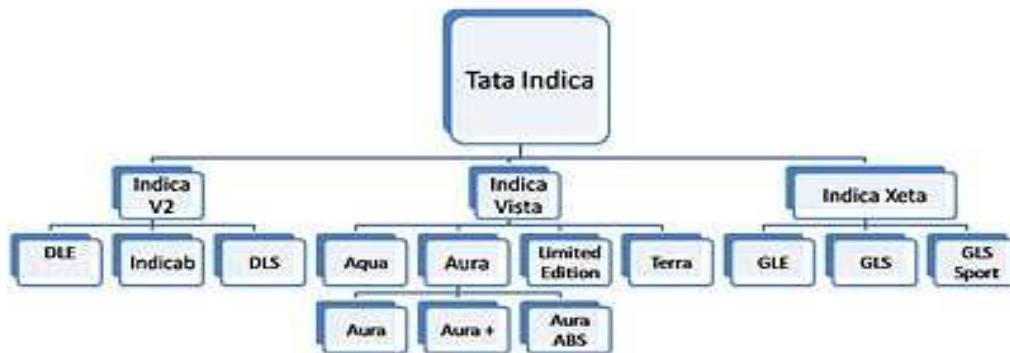 Tata Indica
Indica
V2
Indica
Vista
Indica Xeta
DLE
Indicab
DLS
Aqua
Aura
Limited
Edition
Terra
GLE
GLS
GLS
Sport
Aura
Aura +
Aura
ABS